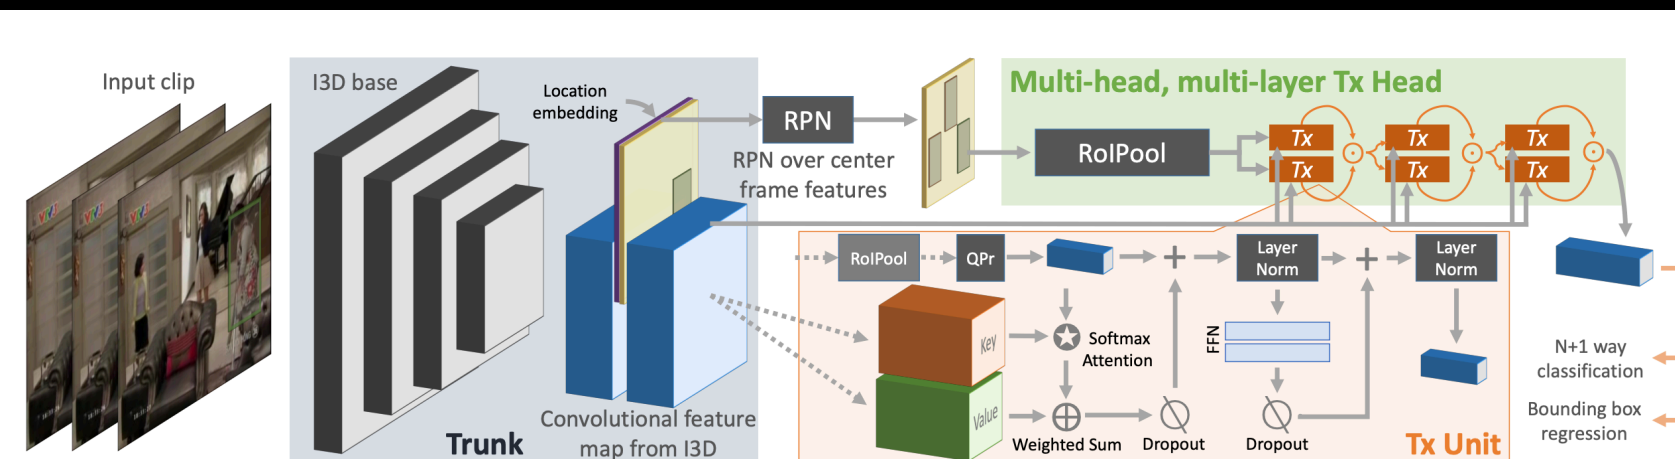 Input clip
I3D base
Location
embedding
RPN
RPN over center
frame features
Multi-head, multi-layer Tx Head
RoIPool
Tx
Tx
Tx
Tx
Tx
Tx
RoIPool
QPr
Layer
Norm
Layer
Norm
Key
Softmax
Attention
FFN
Value
Weighted Sum
Dropout
Dropout
Tx Unit
Convolutional feature
map from I3D
Trunk
N+1 way
classification
Bounding box
regression